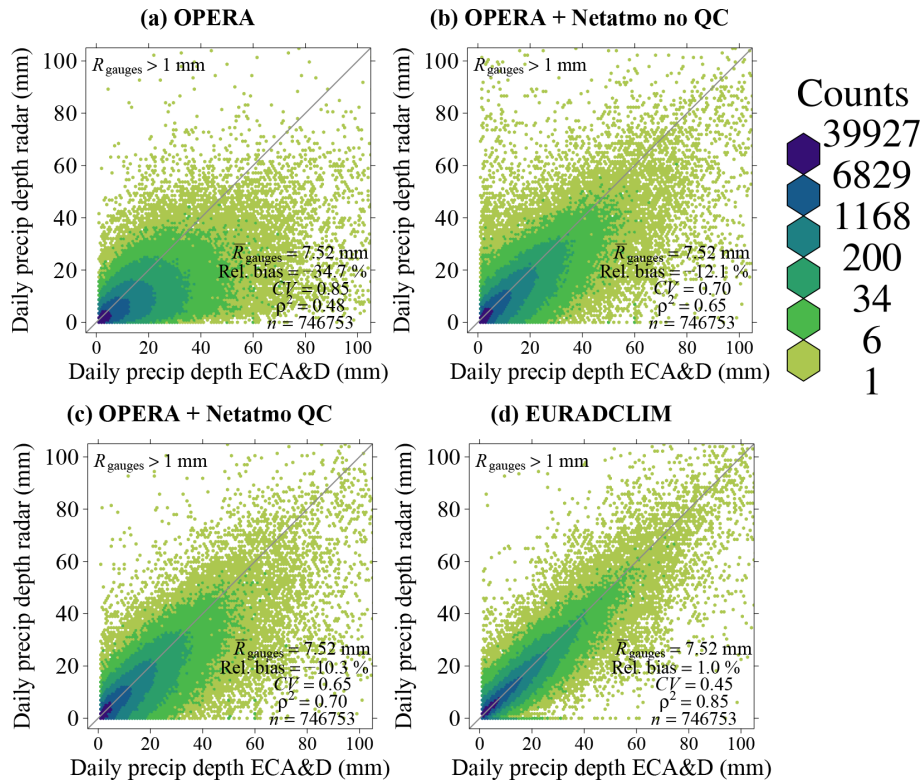 (a) OPERA
(b) OPERA + Netatmo no QC
Daily precip depth radar (mm)
100
80
60
40
20
0
R gauges > 1 mm
R̄ gauges = 7.52 mm
Rel. bias = −34.7 %
CV = 0.85
ρ² = 0.48
n = 746753
0 20 40 60 80 100
Daily precip depth ECA&D (mm)
Daily precip depth radar (mm)
100
80
60
40
20
0
R gauges > 1 mm
R̄ gauges = 7.52 mm
Rel. bias = −12.1 %
CV = 0.70
ρ² = 0.65
n = 746753
0 20 40 60 80 100
Daily precip depth ECA&D (mm)
Counts
39927
6829
1168
200
34
6
1
(c) OPERA + Netatmo QC
(d) EURADCLIM
Daily precip depth radar (mm)
100
80
60
40
20
0
R gauges > 1 mm
R̄ gauges = 7.52 mm
Rel. bias = −10.3 %
CV = 0.65
ρ² = 0.70
n = 746753
0 20 40 60 80 100
Daily precip depth ECA&D (mm)
Daily precip depth radar (mm)
100
80
60
40
20
0
R gauges > 1 mm
R̄ gauges = 7.52 mm
Rel. bias = 1.0 %
CV = 0.45
ρ² = 0.85
n = 746753
0 20 40 60 80 100
Daily precip depth ECA&D (mm)